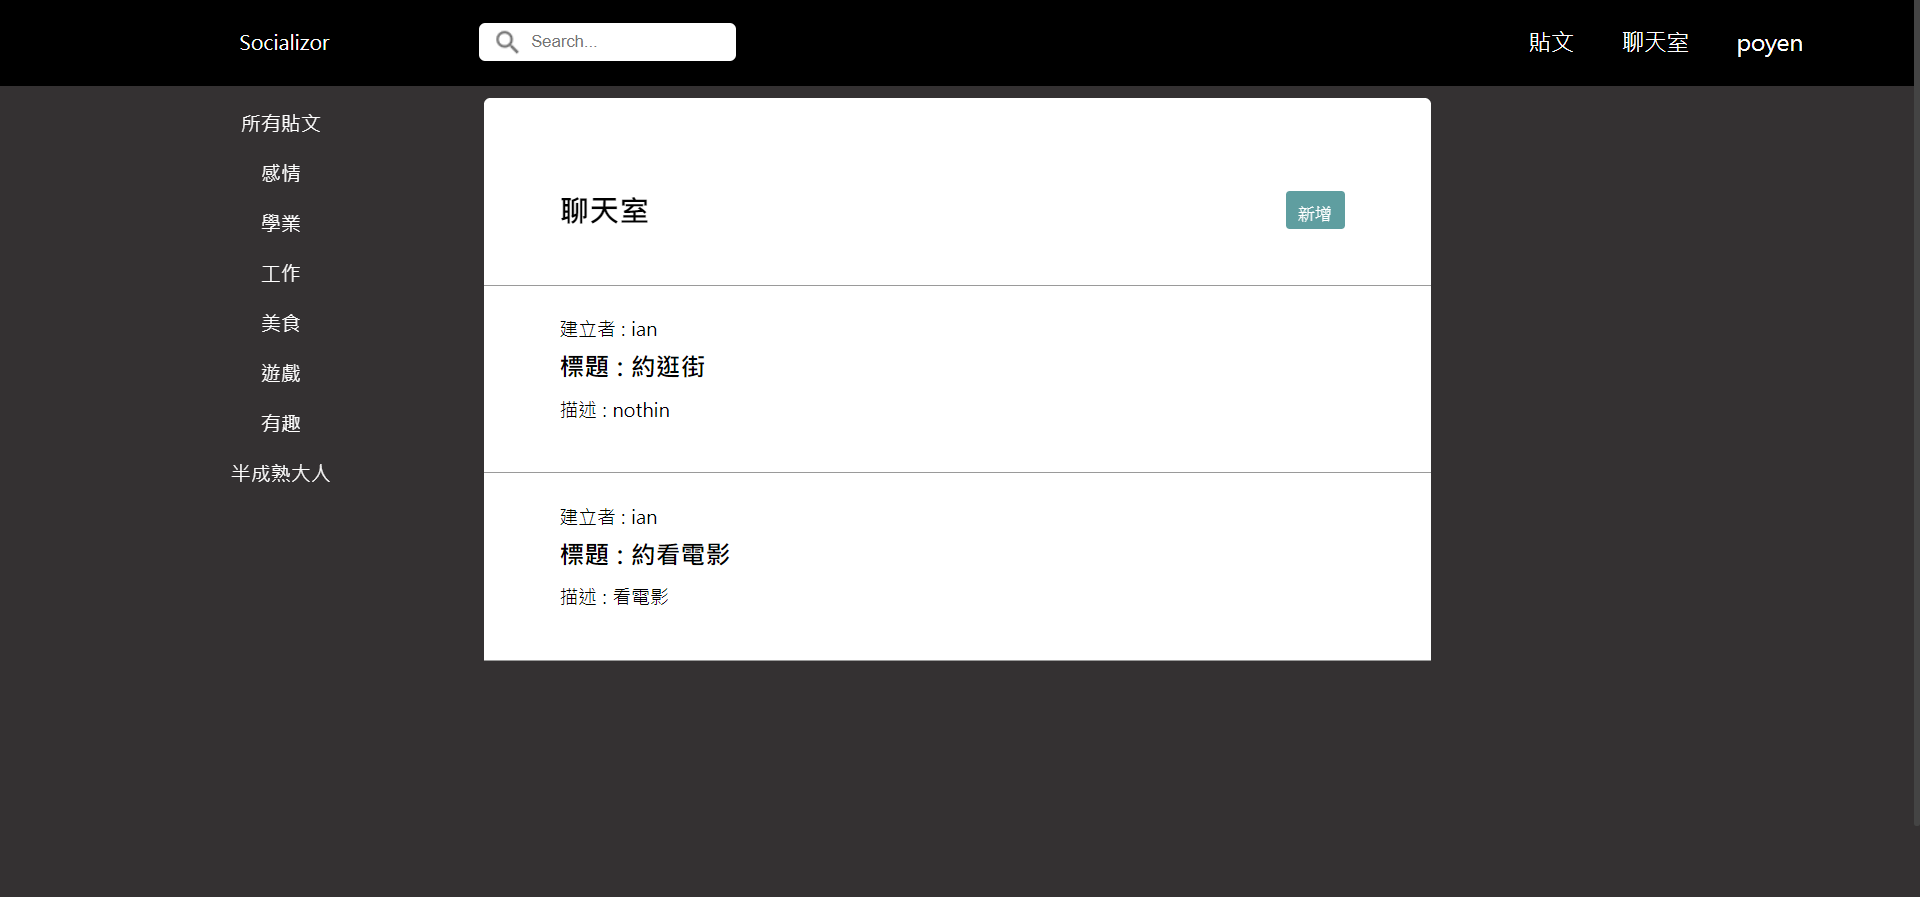 Socializor
Search...
貼文
聊天室
poyen
所有貼文
感情
學業
工作
美食
遊戲
有趣
半成熟大人
聊天室
新增
建立者 : ian
標題 : 約逛街
描述 : nothin
建立者 : ian
標題 : 約看電影
描述 : 看電影